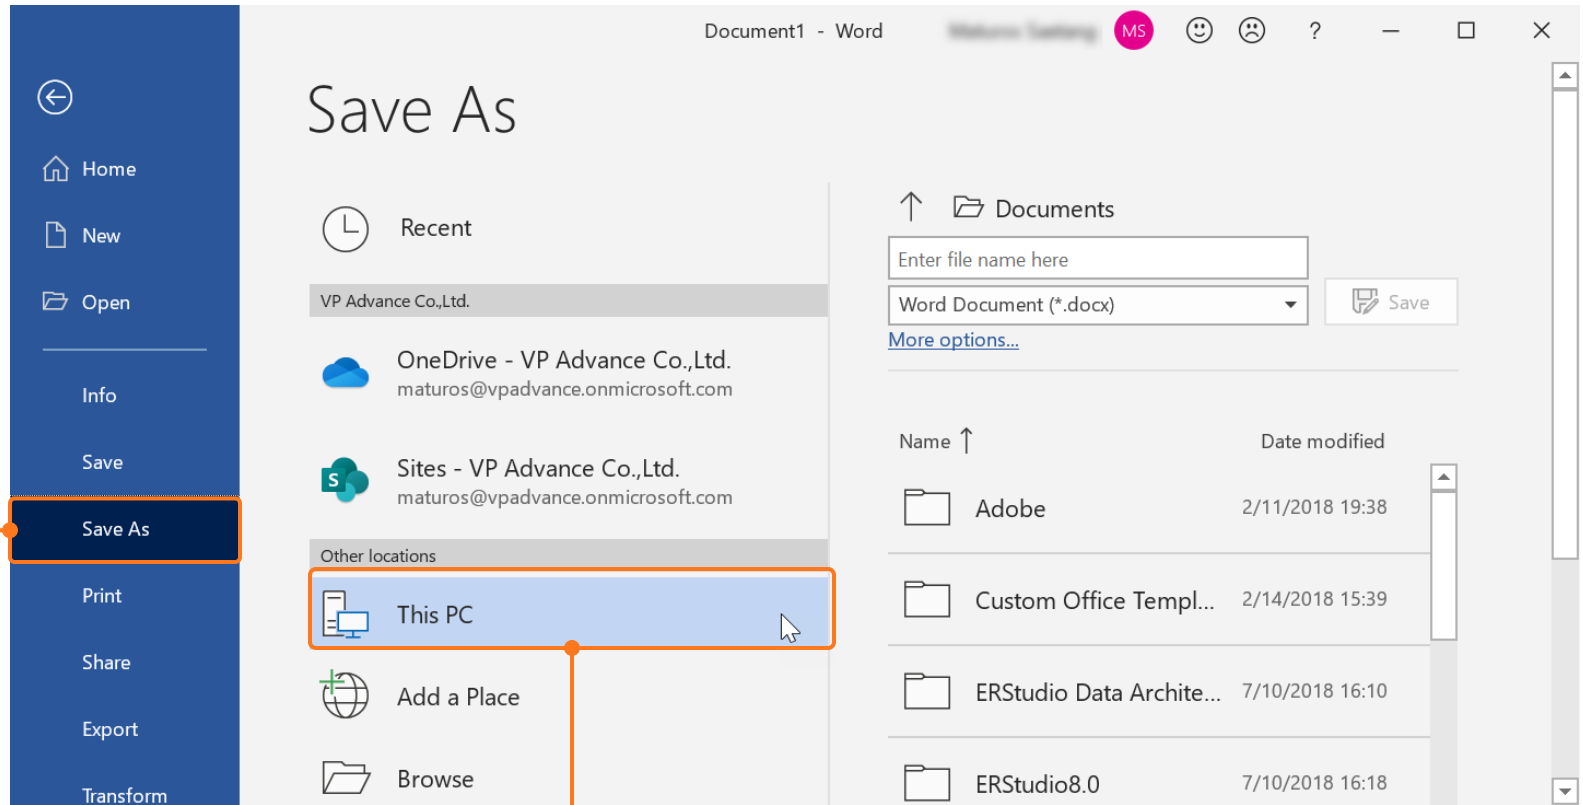 Document1 - Word
MS
?
Save As
Home
New
Open
Info
Save
Save As
Print
Share
Export
Transform
Recent
VP Advance Co.,Ltd.
OneDrive - VP Advance Co.,Ltd.
maturos@vpadvance.onmicrosoft.com
S
Sites - VP Advance Co.,Ltd.
maturos@vpadvance.onmicrosoft.com
Other locations
This PC
Add a Place
Browse
Documents
Enter file name here
Word Document (*.docx)
Save
More options...
Name Date modified
Adobe 2/11/2018 19:38
Custom Office Templ... 2/14/2018 15:39
ERStudio Data Archite... 7/10/2018 16:10
ERStudio8.0 7/10/2018 16:18